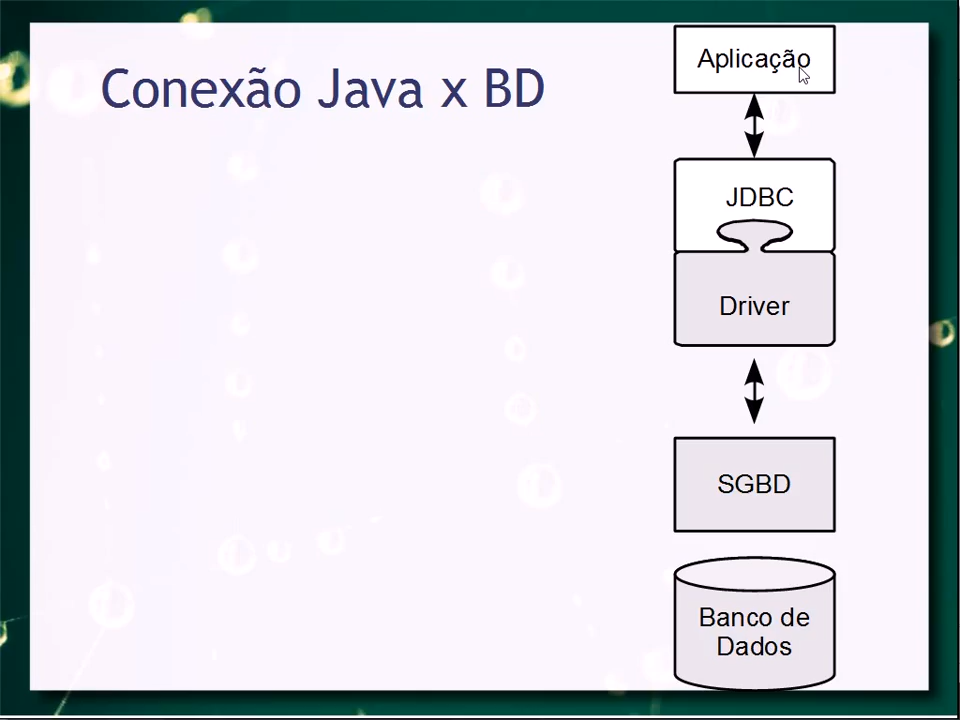 Conexão Java x BD
Aplicação
JDBC
Driver
SGBD
Banco de
Dados